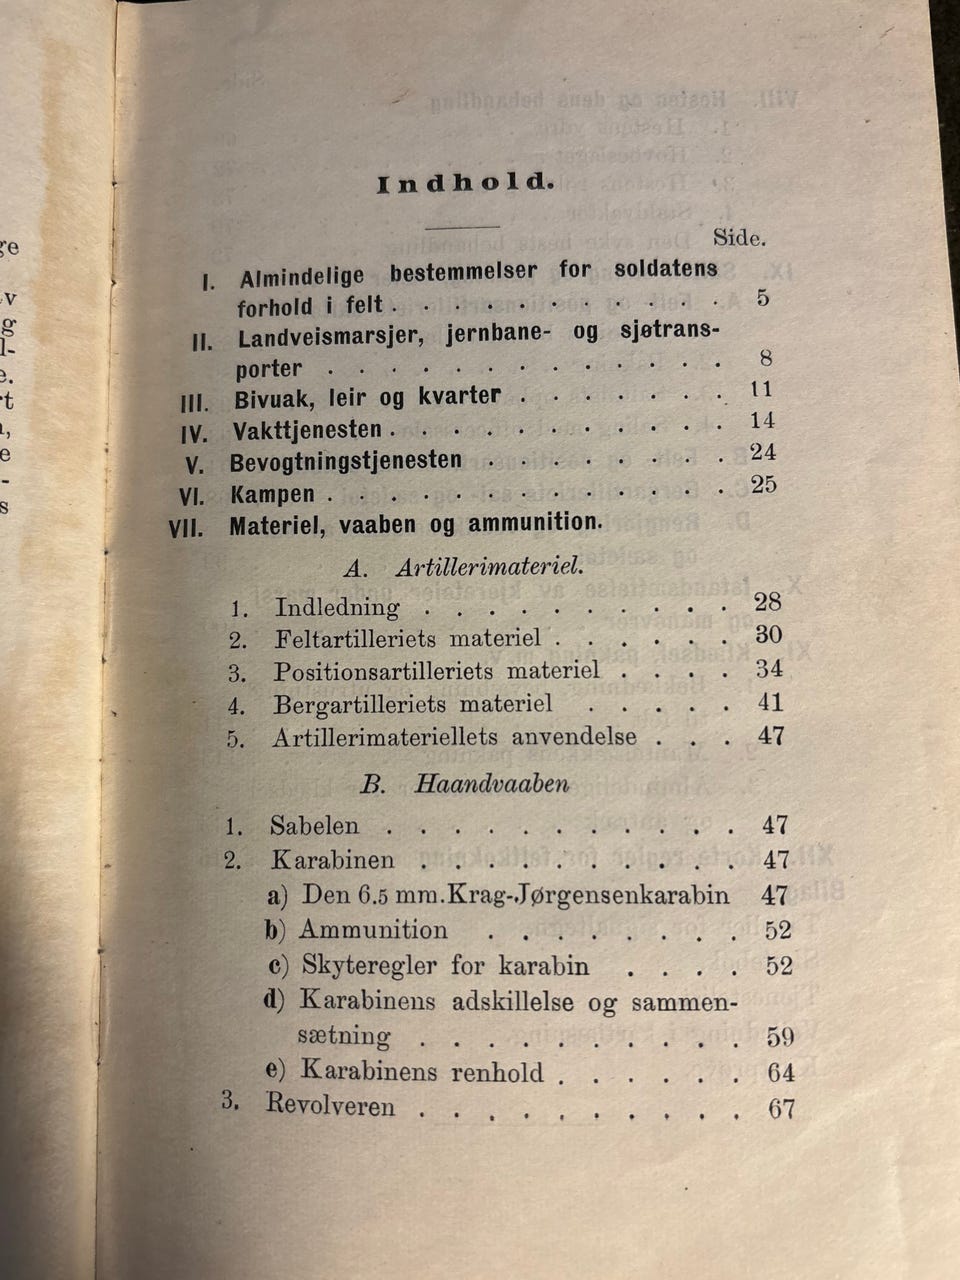 Indhold.
Side.
I. Almindelige bestemmelser for soldatens
forhold i felt . . . . . . . . . . . 5
II. Landveismarsjer, jernbane- og sjøtrans-
porter . . . . . . . . . . . . . 8
III. Bivuak, leir og kvarter . . . . . . . 11
IV. Vakttjenesten . . . . . . . . . . . 14
V. Bevogtningstjenesten . . . . . . . . 24
VI. Kampen . . . . . . . . . . . . . 25
VII. Materiel, vaaben og ammunition.
A. Artillerimateriel.
1. Indledning . . . . . . . . . . 28
2. Feltartilleriets materiel . . . . . . 30
3. Positionsartilleriets materiel . . . . 34
4. Bergartilleriets materiel . . . . . 41
5. Artillerimateriellets anvendelse . . . 47
B. Haandvaaben
1. Sabelen . . . . . . . . . . . 47
2. Karabinen . . . . . . . . . . 47
a) Den 6.5 mm. Krag-Jørgensenkarabin 47
b) Ammunition . . . . . . . . 52
c) Skyteregler for karabin . . . . 52
d) Karabinens adskillelse og sammen-
sætning . . . . . . . . . . 59
e) Karabinens renhold . . . . . . 64
3. Revolveren . . . . . . . . . . 67